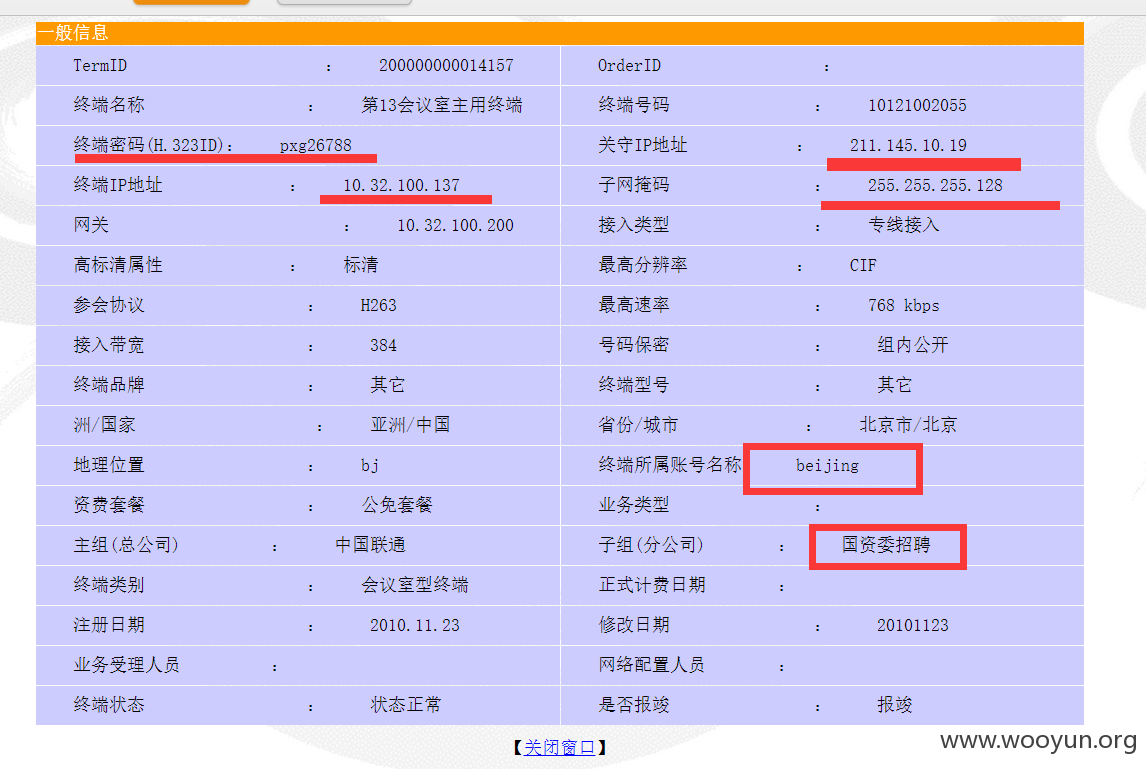 一般信息
TermID : 200000000014157 OrderID :
终端名称 : 第13会议室主用终端 终端号码 : 10121002055
终端密码(H.323ID): pxg26788 关守IP地址 : 211.145.10.19
终端IP地址 : 10.32.100.137 子网掩码 : 255.255.255.128
网关 : 10.32.100.200 接入类型 : 专线接入
高标清属性 : 标清 最高分辨率 : CIF
参会协议 : H263 最高速率 : 768 kbps
接入带宽 : 384 号码保密 : 组内公开
终端品牌 : 其它 终端型号 : 其它
洲/国家 : 亚洲/中国 省份/城市 : 北京市/北京
地理位置 : bj 终端所属账号名称 beijing
资费套餐 : 公免套餐 业务类型 :
主组(总公司) : 中国联通 子组(分公司) : 国资委招聘
终端类别 : 会议室型终端 正式计费日期 :
注册日期 : 2010.11.23 修改日期 : 20101123
业务受理人员 : 网络配置人员 :
终端状态 : 状态正常 是否报竣 : 报竣
【关闭窗口】
www.wooyun.org